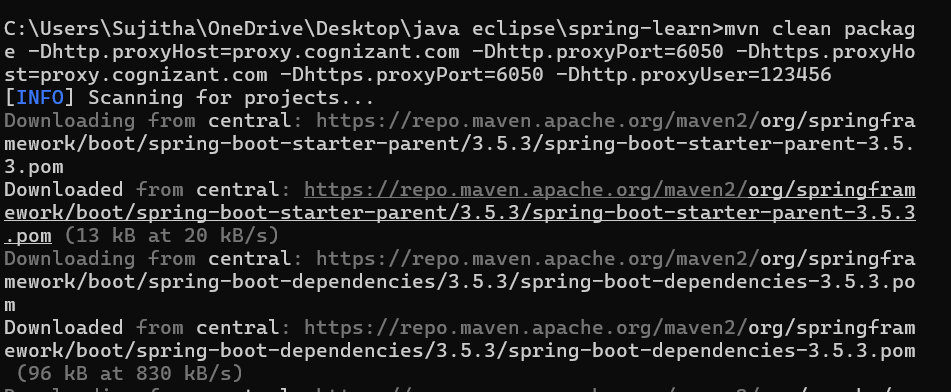 C:\Users\Sujitha\OneDrive\Desktop\java eclipse\spring-learn>mvn clean packag
e -Dhttp.proxyHost=proxy.cognizant.com -Dhttp.proxyPort=6050 -Dhttps.proxyHo
st=proxy.cognizant.com -Dhttps.proxyPort=6050 -Dhttp.proxyUser=123456
[INFO] Scanning for projects...
Downloading from central: https://repo.maven.apache.org/maven2/org/springfra
mework/boot/spring-boot-starter-parent/3.5.3/spring-boot-starter-parent-3.5.
3.pom
Downloaded from central: https://repo.maven.apache.org/maven2/org/springfram
ework/boot/spring-boot-starter-parent/3.5.3/spring-boot-starter-parent-3.5.3
.pom (13 kB at 20 kB/s)
Downloading from central: https://repo.maven.apache.org/maven2/org/springfra
mework/boot/spring-boot-dependencies/3.5.3/spring-boot-dependencies-3.5.3.po
m
Downloaded from central: https://repo.maven.apache.org/maven2/org/springfram
ework/boot/spring-boot-dependencies/3.5.3/spring-boot-dependencies-3.5.3.pom
 (96 kB at 830 kB/s)